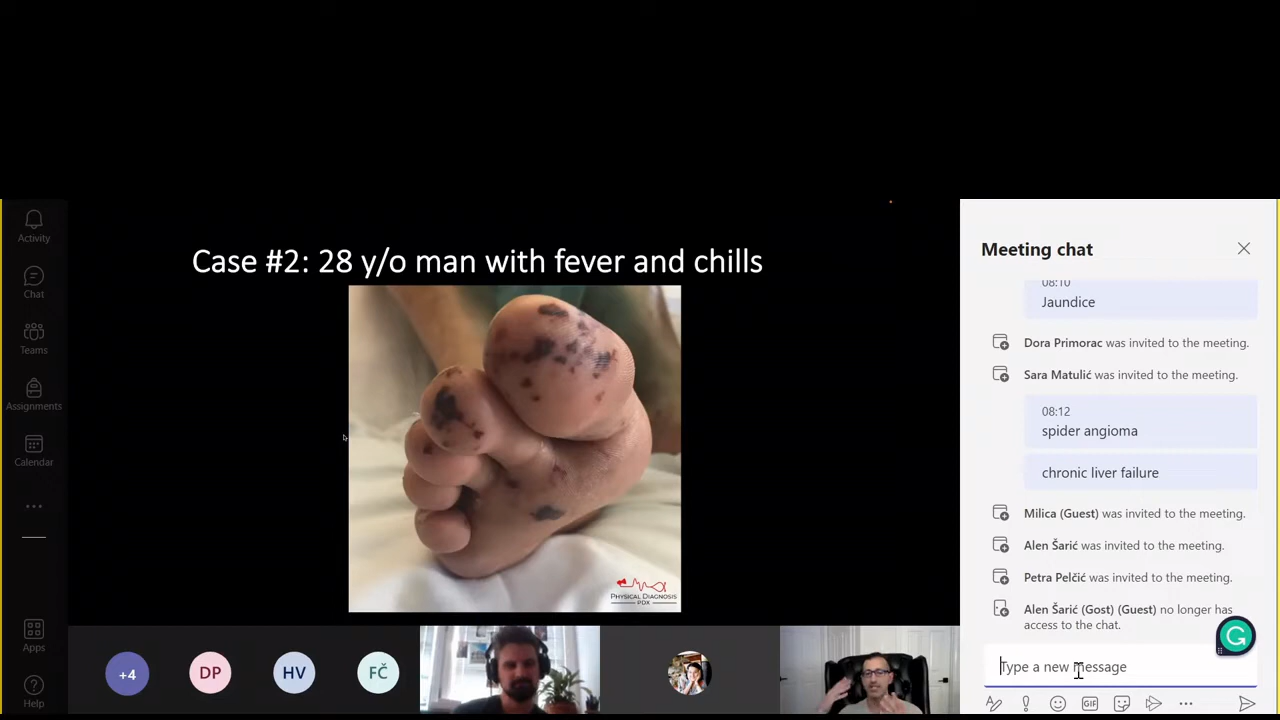 Activity
Chat
Teams
Assignments
Calendar
Apps
Help
Case #2: 28 y/o man with fever and chills
PHYSICAL DIAGNOSIS
PDX
+4
DP
HV
FČ
Meeting chat
08:10
Jaundice
Dora Primorac was invited to the meeting.
Sara Matulić was invited to the meeting.
08:12
spider angioma
chronic liver failure
Milica (Guest) was invited to the meeting.
Alen Šarić was invited to the meeting.
Petra Pelčić was invited to the meeting.
Alen Šarić (Gost) (Guest) no longer has
access to the chat.
Type a new message
GIF